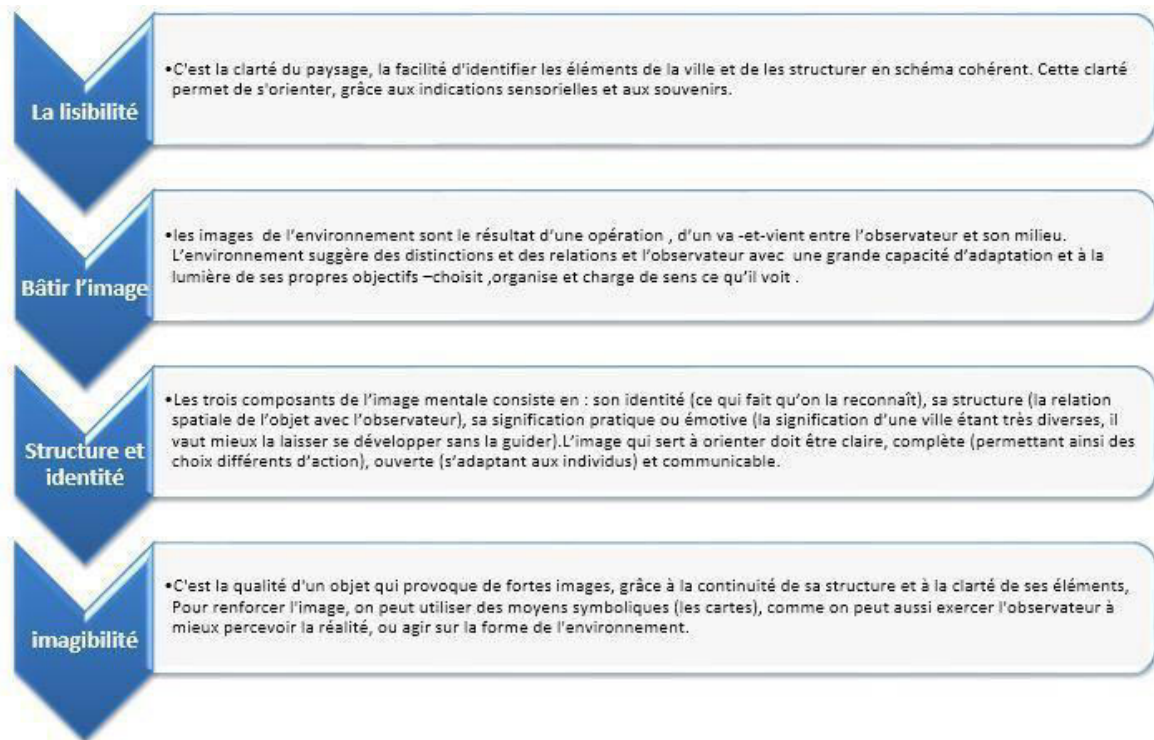 La lisibilité
•C'est la clarté du paysage, la facilité d'identifier les éléments de la ville et de les structurer en schéma cohérent. Cette clarté
permet de s'orienter, grâce aux indications sensorielles et aux souvenirs.
Bâtir l’image
•les images de l’environnement sont le résultat d’une opération , d’un va -et-vient entre l’observateur et son milieu.
L’environnement suggère des distinctions et des relations et l’observateur avec une grande capacité d’adaptation et à la
lumière de ses propres objectifs –choisit ,organise et charge de sens ce qu’il voit .
Structure et
identité
•Les trois composants de l’image mentale consiste en : son identité (ce qui fait qu’on la reconnaît), sa structure (la relation
spatiale de l’objet avec l’observateur), sa signification pratique ou émotive (la signification d’une ville étant très diverses, il
vaut mieux la laisser se développer sans la guider).L’image qui sert à orienter doit être claire, complète (permettant ainsi des
choix différents d’action), ouverte (s’adaptant aux individus) et communicable.
imagibilité
•C'est la qualité d'un objet qui provoque de fortes images, grâce à la continuité de sa structure et à la clarté de ses éléments,
Pour renforcer l'image, on peut utiliser des moyens symboliques (les cartes), comme on peut aussi exercer l'observateur à
mieux percevoir la réalité, ou agir sur la forme de l'environnement.